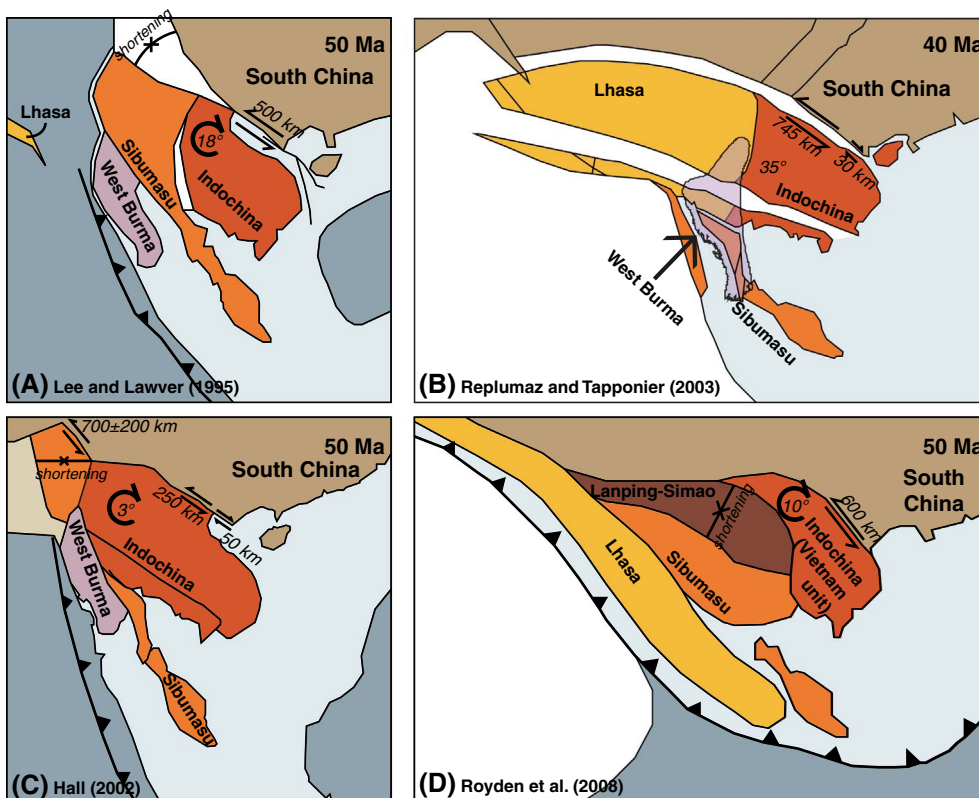 shortening
50 Ma
South China
Lhasa
500 km
18°
Sibumasu
Indochina
West Burma
(A) Lee and Lawver (1995)
40 Ma
South China
Lhasa
745 km
30 km
35°
Indochina
West Burma
Sibumasu
(B) Replumaz and Tapponier (2003)
700±200 km
50 Ma
South China
shortening
250 km
3°
50 km
West Burma
Indochina
Sibumasu
(C) Hall (2002)
50 Ma
South
China
Lanping-Simao
shortening
10°
600 km
Indochina
(Vietnam
unit)
Lhasa
Sibumasu
(D) Royden et al. (2008)